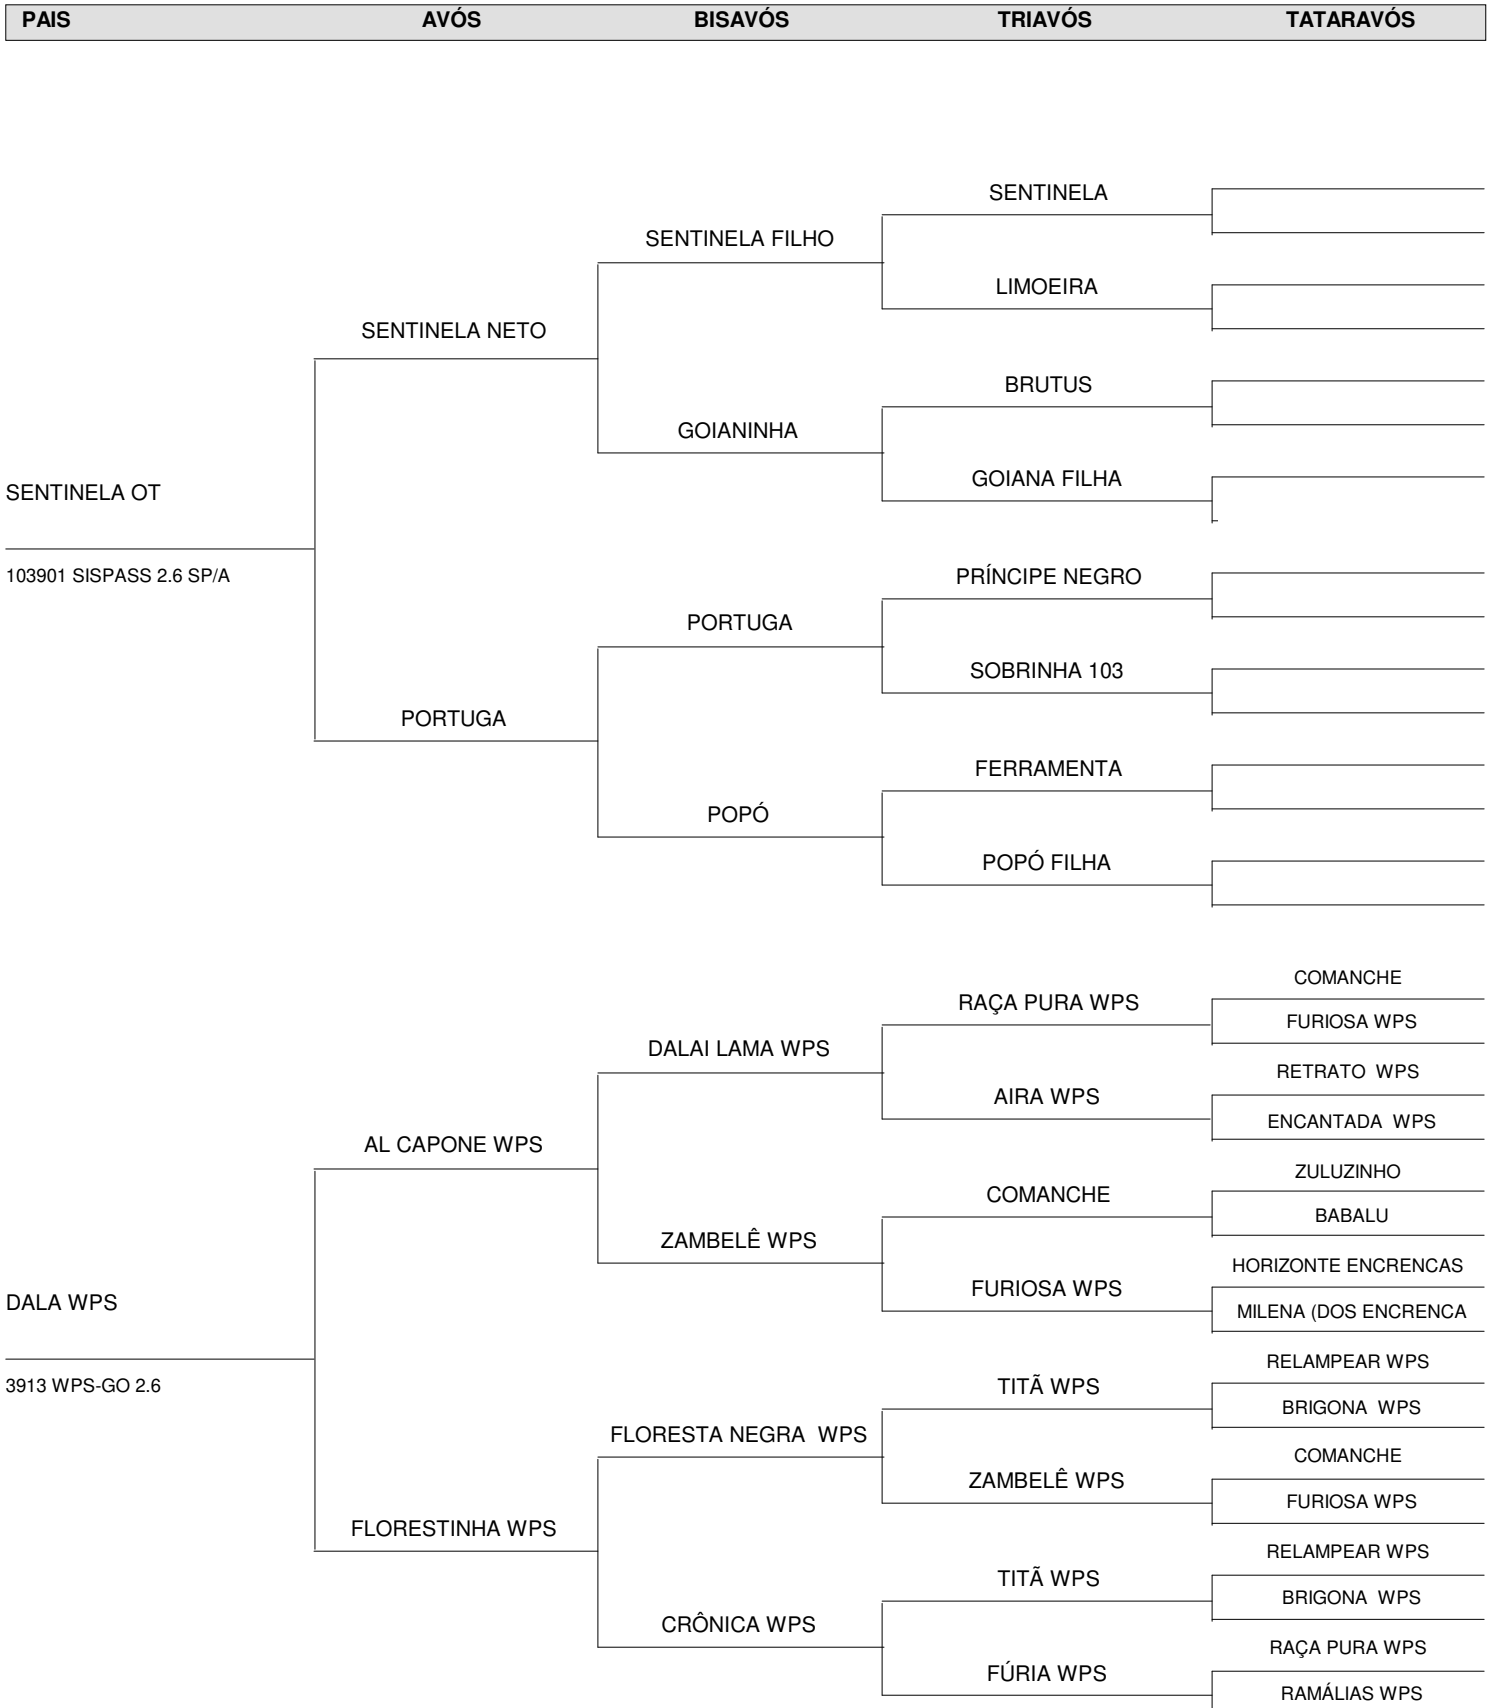 PAIS AVÓS BISAVÓS TRIAVÓS TATARAVÓS
SENTINELA
SENTINELA FILHO
LIMOEIRA
SENTINELA NETO
BRUTUS
GOIANINHA
GOIANA FILHA
SENTINELA OT
103901 SISPASS 2.6 SP/A
PRÍNCIPE NEGRO
PORTUGA
SOBRINHA 103
PORTUGA
FERRAMENTA
POPÓ
POPÓ FILHA
COMANCHE
RAÇA PURA WPS
FURIOSA WPS
DALAI LAMA WPS
RETRATO WPS
AIRA WPS
ENCANTADA WPS
AL CAPONE WPS
ZULUZINHO
COMANCHE
BABALU
ZAMBELÊ WPS
HORIZONTE ENCRENCAS
FURIOSA WPS
DALA WPS
MILENA (DOS ENCRENCA
RELAMPEAR WPS
3913 WPS-GO 2.6
TITÃ WPS
BRIGONA WPS
FLORESTA NEGRA WPS
COMANCHE
ZAMBELÊ WPS
FURIOSA WPS
FLORESTINHA WPS
RELAMPEAR WPS
TITÃ WPS
BRIGONA WPS
CRÔNICA WPS
RAÇA PURA WPS
FÚRIA WPS
RAMÁLIAS WPS